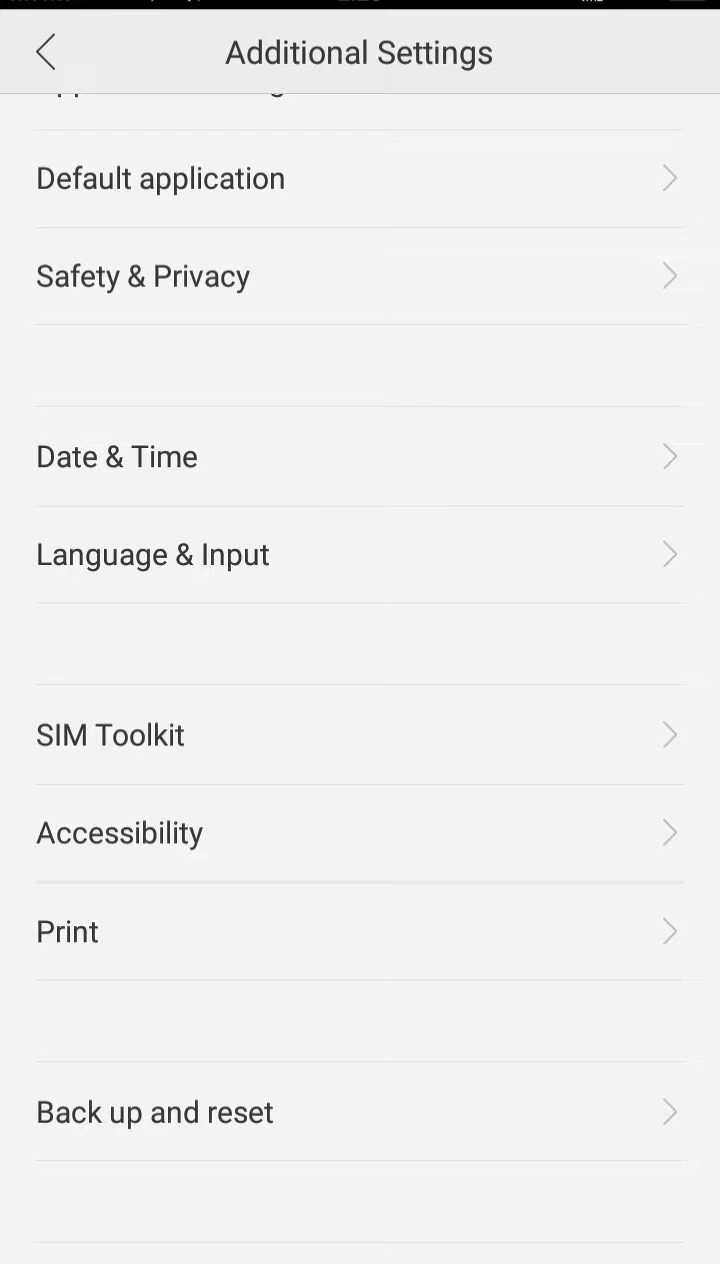 Additional Settings
Default application
Safety & Privacy
Date & Time
Language & Input
SIM Toolkit
Accessibility
Print
Back up and reset